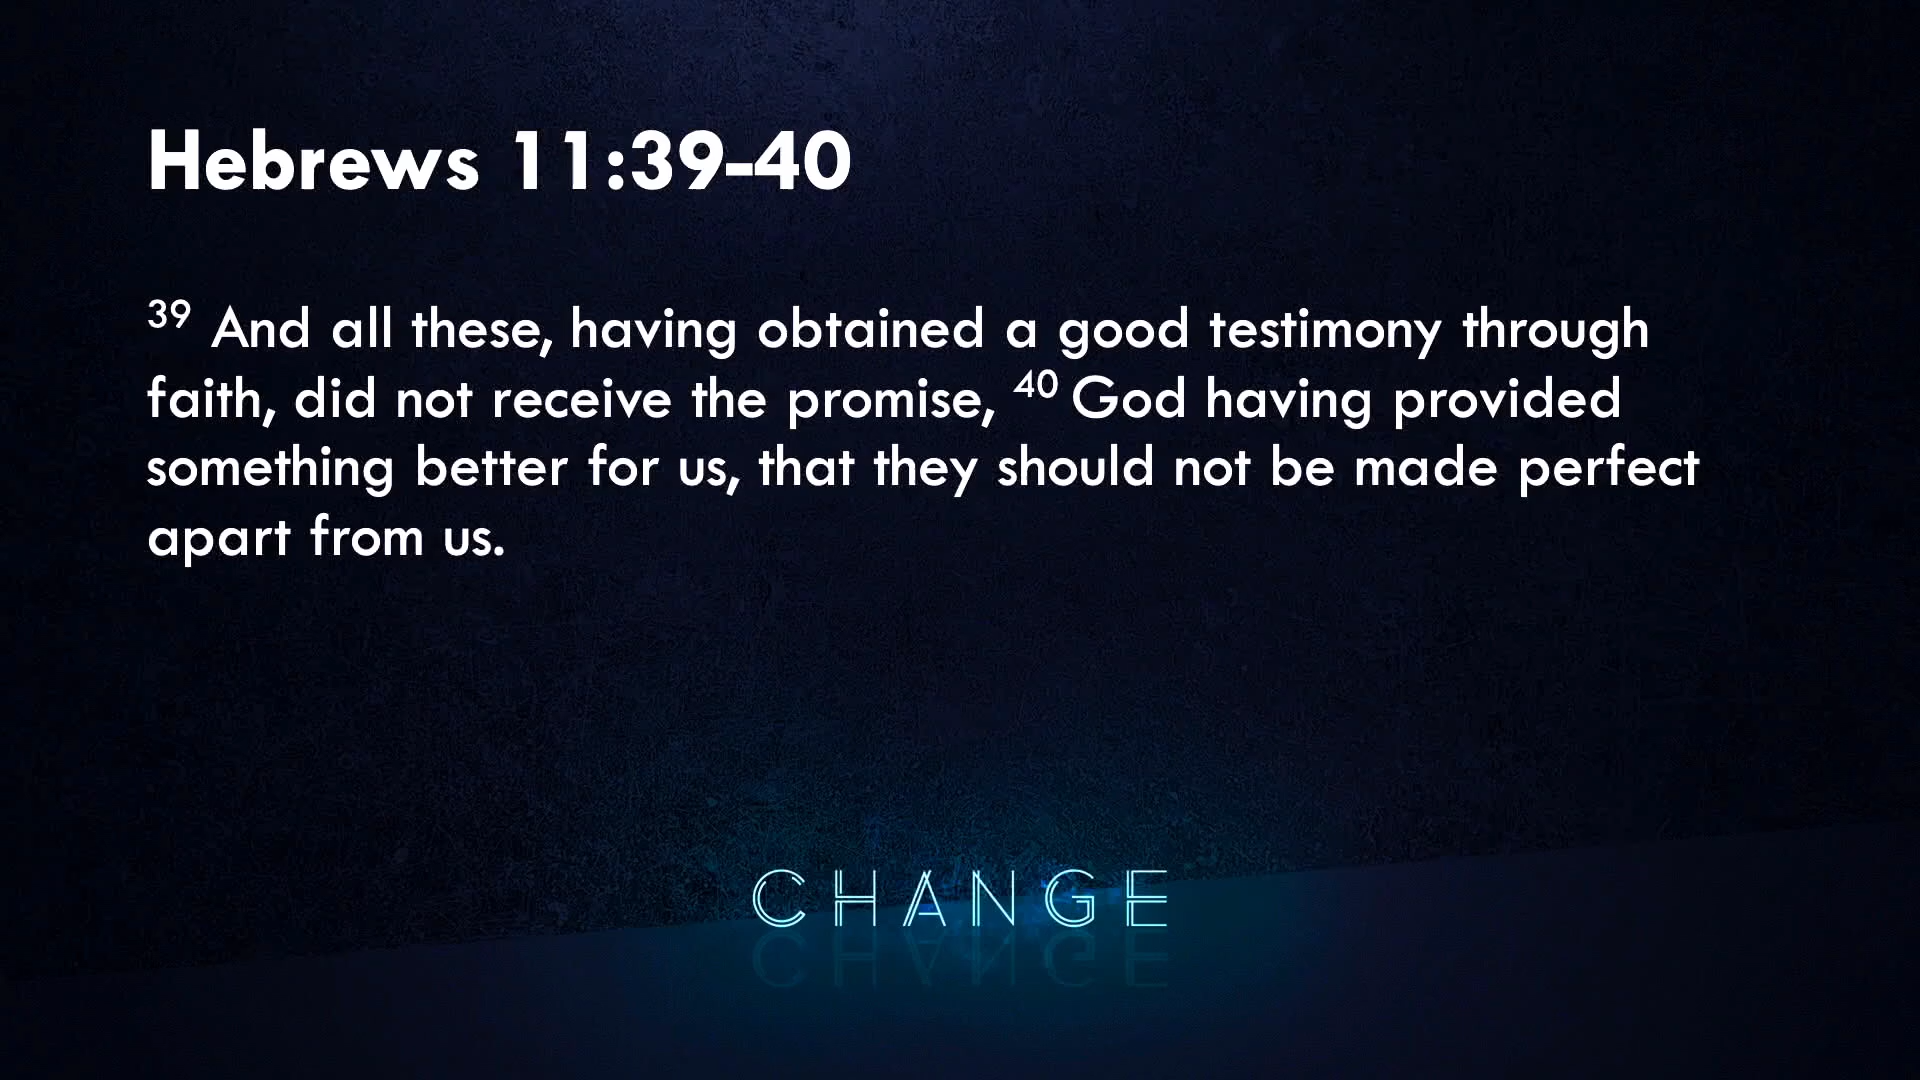 Hebrews 11:39-40
39 And all these, having obtained a good testimony through
faith, did not receive the promise, 40 God having provided
something better for us, that they should not be made perfect
apart from us.
CHANGE